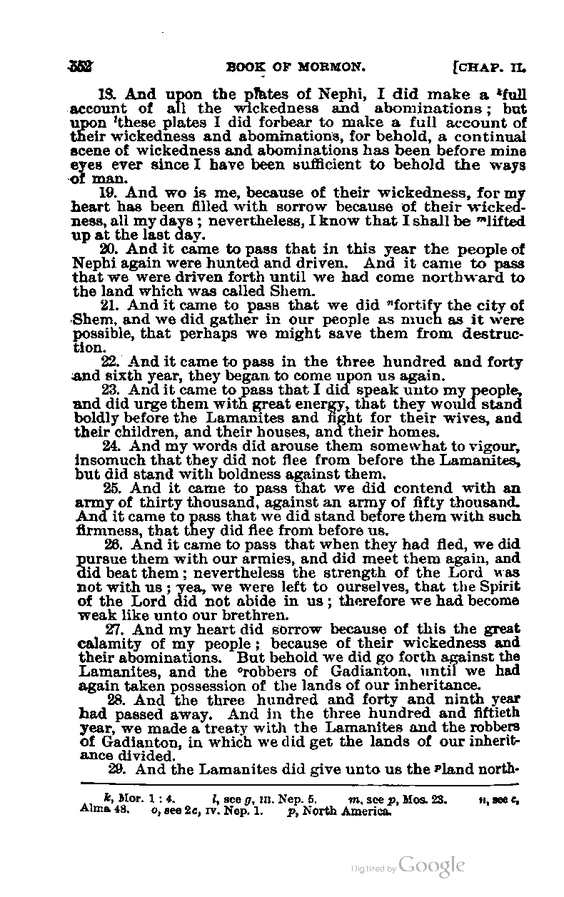 552 BOOK OF MORMON. [CHAP. II.
18. And upon the plates of Nephi, I did make a ᵏfull
account of all the wickedness and abominations; but
upon ˡthese plates I did forbear to make a full account of
their wickedness and abominations, for behold, a continual
scene of wickedness and abominations has been before mine
eyes ever since I have been sufficient to behold the ways
of man.
19. And wo is me, because of their wickedness, for my
heart has been filled with sorrow because of their wicked-
ness, all my days; nevertheless, I know that I shall be ᵐlifted
up at the last day.
20. And it came to pass that in this year the people of
Nephi again were hunted and driven. And it came to pass
that we were driven forth until we had come northward to
the land which was called Shem.
21. And it came to pass that we did ⁿfortify the city of
Shem, and we did gather in our people as much as it were
possible, that perhaps we might save them from destruc-
tion.
22. And it came to pass in the three hundred and forty
and sixth year, they began to come upon us again.
23. And it came to pass that I did speak unto my people,
and did urge them with great energy, that they would stand
boldly before the Lamanites and fight for their wives, and
their children, and their houses, and their homes.
24. And my words did arouse them somewhat to vigour,
insomuch that they did not flee from before the Lamanites,
but did stand with boldness against them.
25. And it came to pass that we did contend with an
army of thirty thousand, against an army of fifty thousand.
And it came to pass that we did stand before them with such
firmness, that they did flee from before us.
26. And it came to pass that when they had fled, we did
pursue them with our armies, and did meet them again, and
did beat them; nevertheless the strength of the Lord was
not with us; yea, we were left to ourselves, that the Spirit
of the Lord did not abide in us; therefore we had become
weak like unto our brethren.
27. And my heart did sorrow because of this the great
calamity of my people; because of their wickedness and
their abominations. But behold we did go forth against the
Lamanites, and the ᵒrobbers of Gadianton, until we had
again taken possession of the lands of our inheritance.
28. And the three hundred and forty and ninth year
had passed away. And in the three hundred and fiftieth
year, we made a treaty with the Lamanites and the robbers
of Gadianton, in which we did get the lands of our inherit-
ance divided.
29. And the Lamanites did give unto us the ᵖland north-
k, Mor. 1 : 4. l, see g, III. Nep. 5. m, see p, Mos. 23. n, see c,
Alma 48. o, see 2c, IV. Nep. 1. p, North America.
Digitized by Google